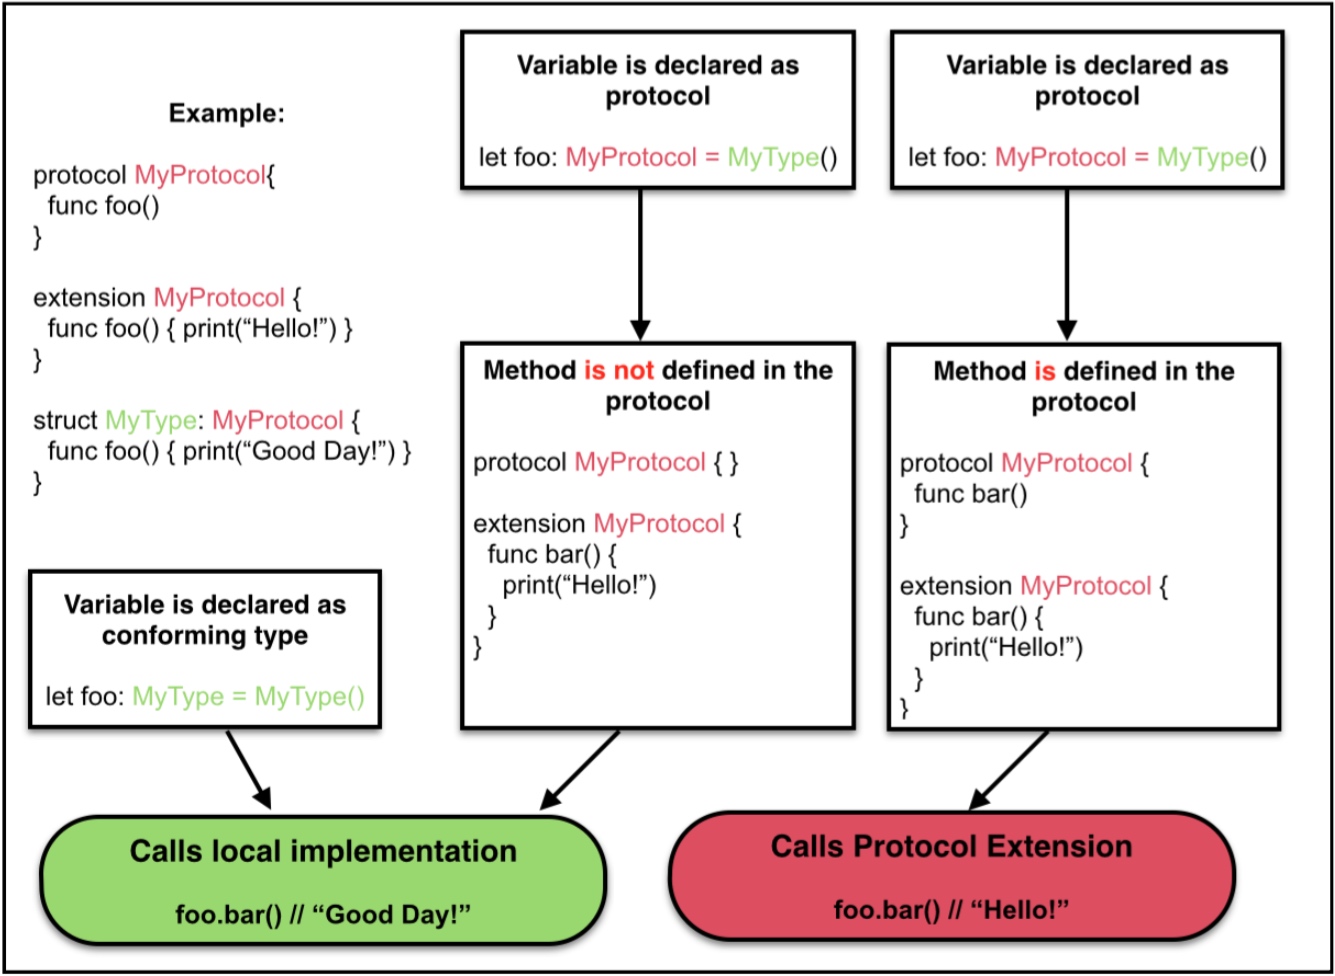 Example:
protocol MyProtocol{
func foo()
}
extension MyProtocol {
func foo() { print(“Hello!”) }
}
struct MyType: MyProtocol {
func foo() { print(“Good Day!”) }
}
Variable is declared as
conforming type
let foo: MyType = MyType()
Variable is declared as
protocol
let foo: MyProtocol = MyType()
Method is not defined in the
protocol
protocol MyProtocol { }
extension MyProtocol {
func bar() {
print(“Hello!”)
}
}
Variable is declared as
protocol
let foo: MyProtocol = MyType()
Method is defined in the
protocol
protocol MyProtocol {
func bar()
}
extension MyProtocol {
func bar() {
print(“Hello!”)
}
}
Calls local implementation
foo.bar() // “Good Day!”
Calls Protocol Extension
foo.bar() // “Hello!”